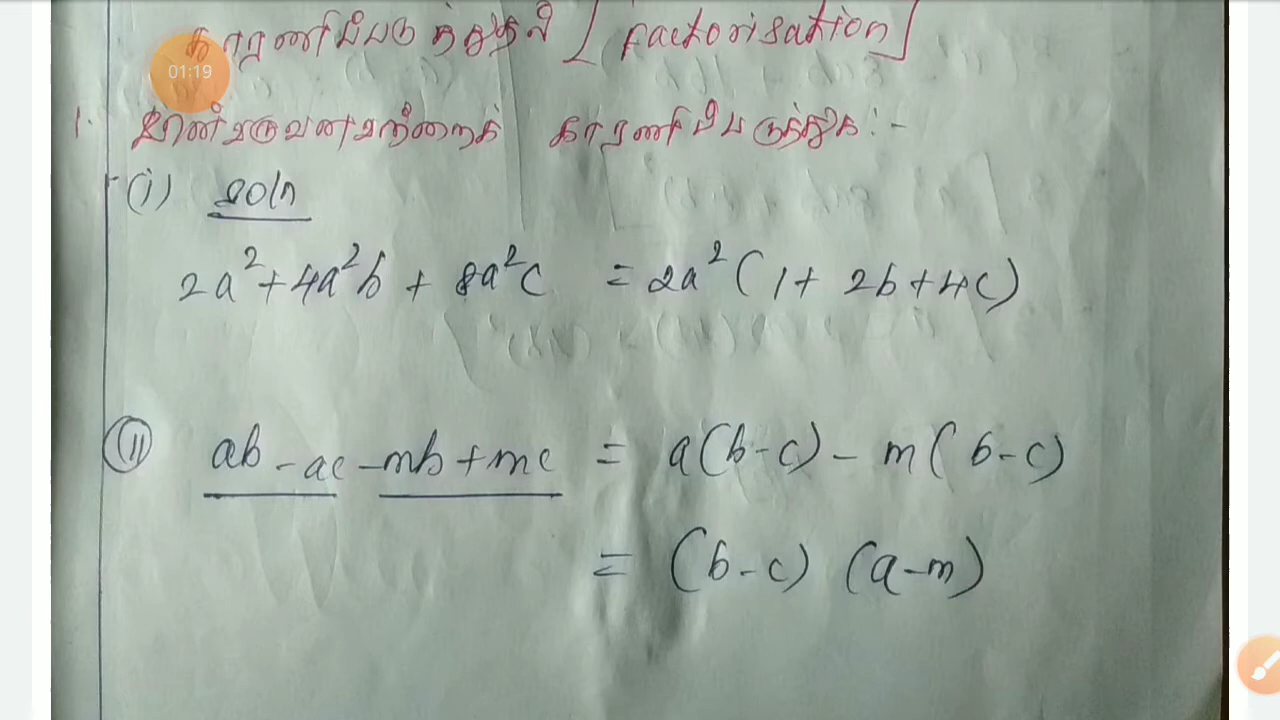 காரணிப்படுத்துதல் [Factorisation]
01:19
1. பின்வருவனவற்றைக் காரணிப்படுத்துக:-
(i) soln
2a²+4a²b + 8a²c = 2a²(1+ 2b+4c)
(ii) ab-ac-mb+mc = a(b-c)- m(b-c)
= (b-c) (a-m)